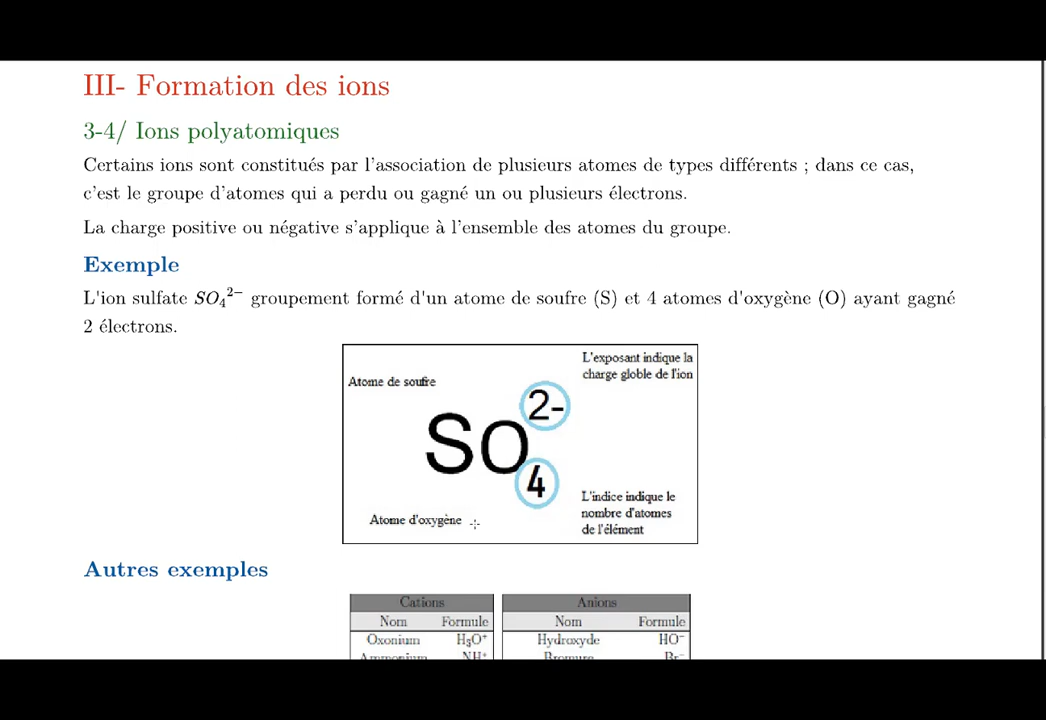 III- Formation des ions
3-4/ Ions polyatomiques
Certains ions sont constitués par l'association de plusieurs atomes de types différents ; dans ce cas,
c'est le groupe d'atomes qui a perdu ou gagné un ou plusieurs électrons.
La charge positive ou négative s'applique à l'ensemble des atomes du groupe.
Exemple
L'ion sulfate SO₄²⁻ groupement formé d'un atome de soufre (S) et 4 atomes d'oxygène (O) ayant gagné
2 électrons.
L'exposant indique la
charge globle de l'ion
Atome de soufre
SO₄²⁻
L'indice indique le
nombre d'atomes
de l'élément
Atome d'oxygène
Autres exemples
Cations Anions
Nom Formule Nom Formule
Oxonium H₃O⁺ Hydroxyde HO⁻
Ammonium NH⁺ Bromure Br⁻